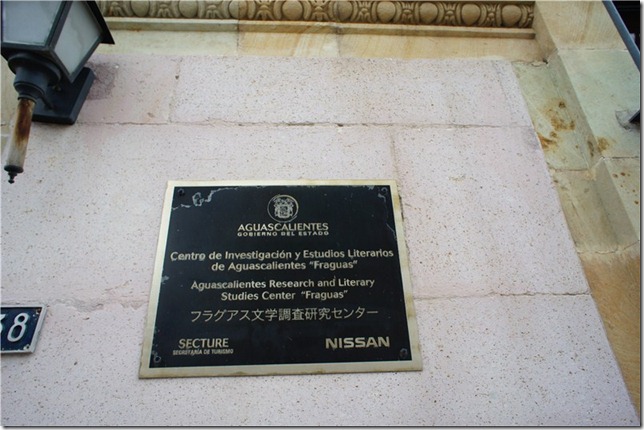 AGUASCALIENTES
GOBIERNO DEL ESTADO
Centro de Investigación y Estudios Literarios
de Aguascalientes "Fraguas"
Aguascalientes Research and Literary
Studies Center "Fraguas"
フラグアス文学調査研究センター
SECTURE
SECRETARÍA DE TURISMO
NISSAN
38